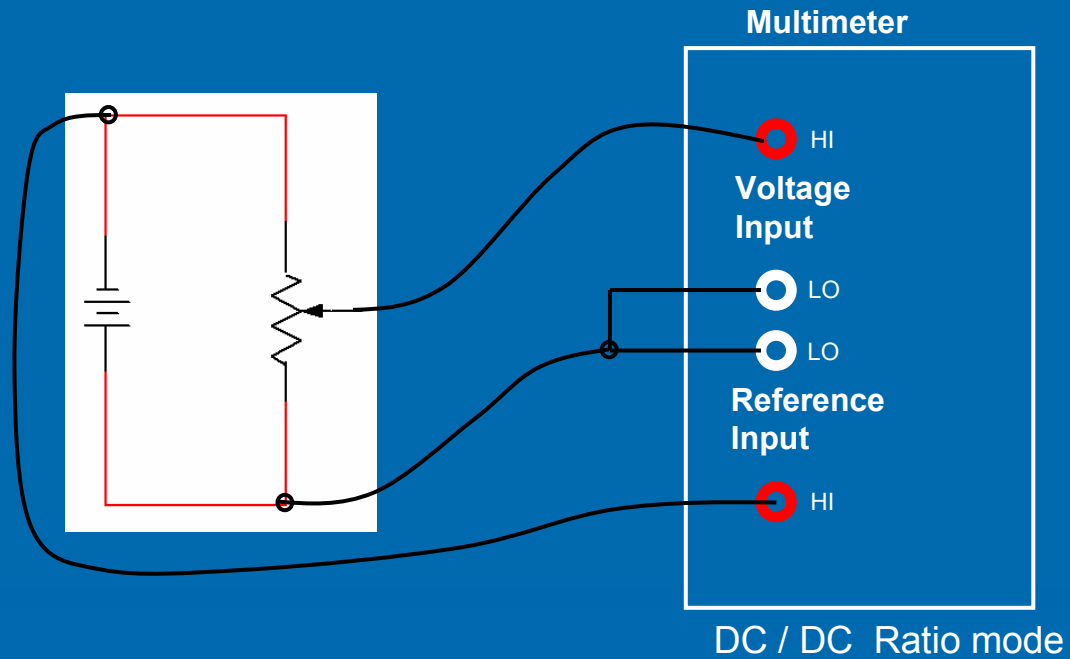 Multimeter
HI
Voltage
Input
LO
LO
Reference
Input
HI
DC / DC Ratio mode